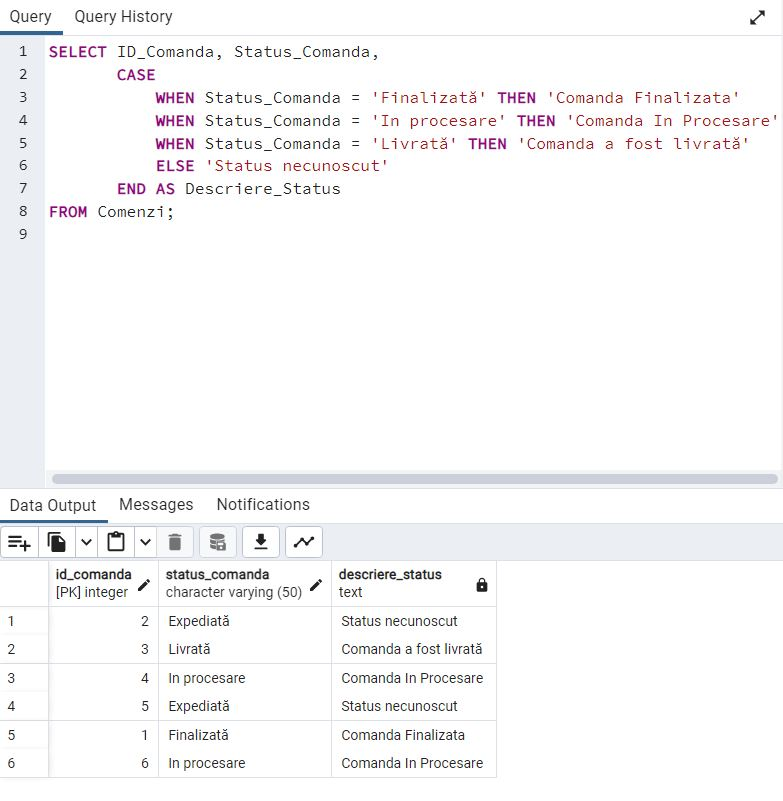 Query Query History
1 SELECT ID_Comanda, Status_Comanda,
2 CASE
3 WHEN Status_Comanda = 'Finalizată' THEN 'Comanda Finalizata'
4 WHEN Status_Comanda = 'In procesare' THEN 'Comanda In Procesare'
5 WHEN Status_Comanda = 'Livrată' THEN 'Comanda a fost livrată'
6 ELSE 'Status necunoscut'
7 END AS Descriere_Status
8 FROM Comenzi;
9
Data Output Messages Notifications
id_comanda status_comanda descriere_status
[PK] integer character varying (50) text
1 2 Expediată Status necunoscut
2 3 Livrată Comanda a fost livrată
3 4 In procesare Comanda In Procesare
4 5 Expediată Status necunoscut
5 1 Finalizată Comanda Finalizata
6 6 In procesare Comanda In Procesare